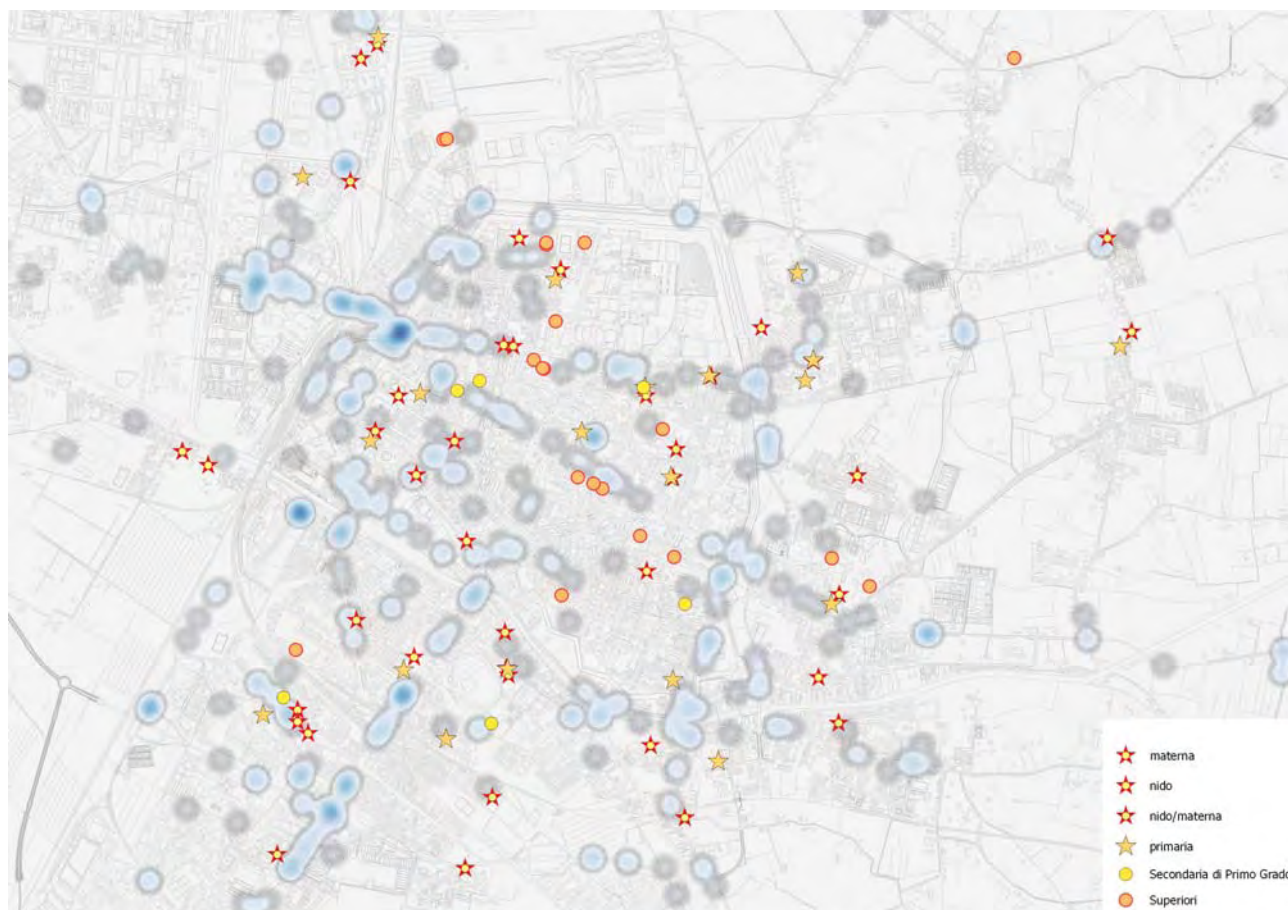 materna
nido
nido/materna
primaria
Secondaria di Primo Grado
Superiori